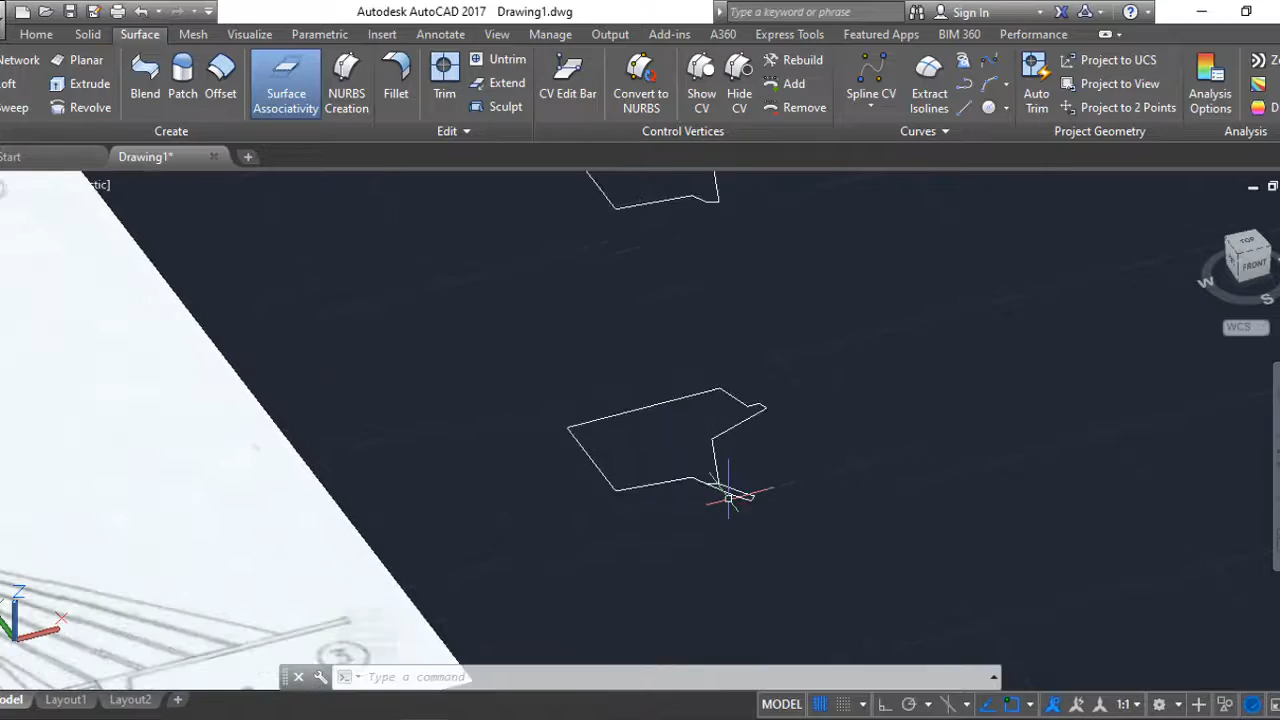 Autodesk AutoCAD 2017 Drawing1.dwg
Type a keyword or phrase
Sign In
Home Solid Surface Mesh Visualize Parametric Insert Annotate View Manage Output Add-ins A360 Express Tools Featured Apps BIM 360 Performance
Planar
Extrude
Revolve
Blend Patch Offset
Surface
Associativity
NURBS
Creation
Fillet
Trim
Untrim
Extend
Sculpt
CV Edit Bar
Convert to
NURBS
Show
CV
Hide
CV
Rebuild
Add
Remove
Spline CV
Extract
Isolines
Auto
Trim
Project to UCS
Project to View
Project to 2 Points
Analysis
Options
Create Edit Control Vertices Curves Project Geometry Analysis
Start Drawing1*
TOP
FRONT
W
S
WCS
Z
X
Type a command
Layout1 Layout2
MODEL
1:1